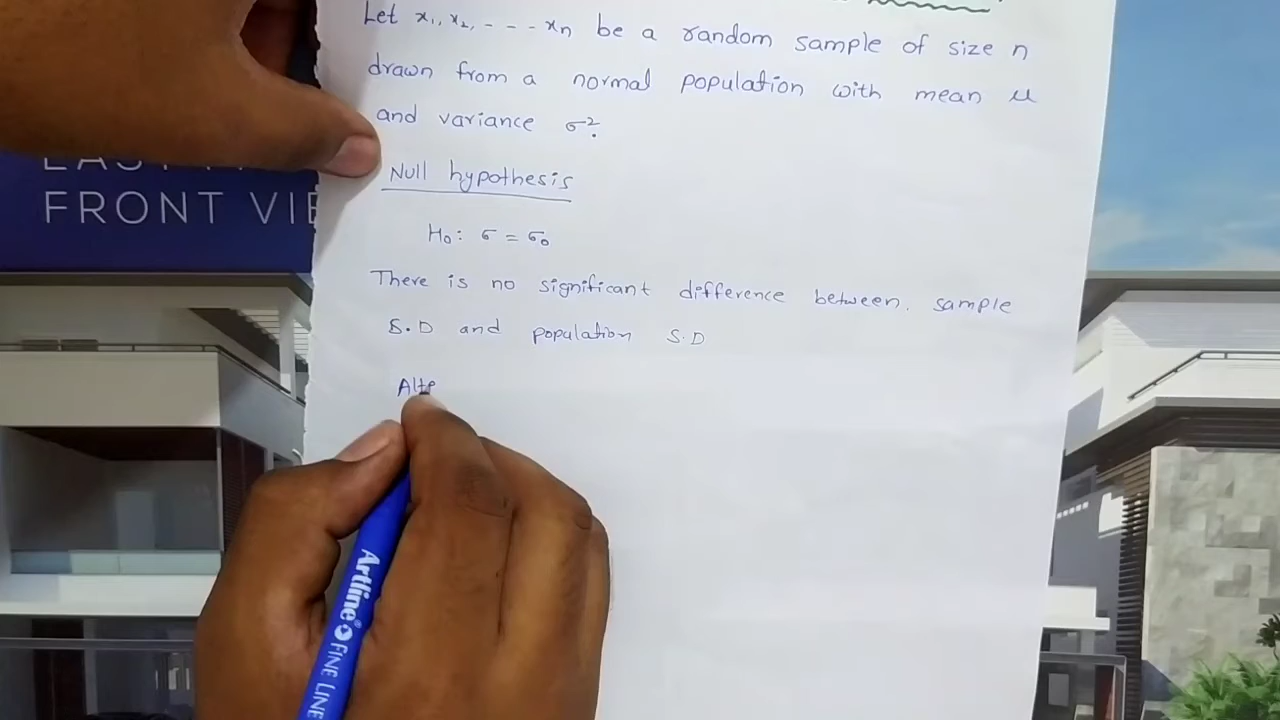 Let x1, x2, - - - - xn be a random sample of size n
drawn from a normal population with mean μ
and variance σ².
Null hypothesis
H0: σ = σ0
There is no significant difference between. sample
S.D and population S.D
Alte
FRONT VIE
Artline FINE LINE